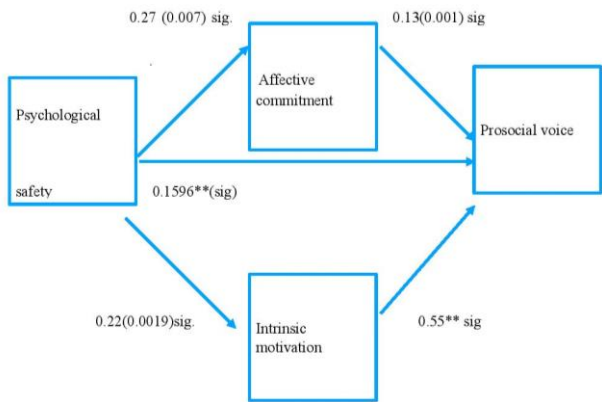 0.27 (0.007) sig.
0.13(0.001) sig
Affective
commitment
Psychological
Prosocial voice
safety
0.1596**(sig)
0.22(0.0019)sig.
Intrinsic
motivation
0.55** sig